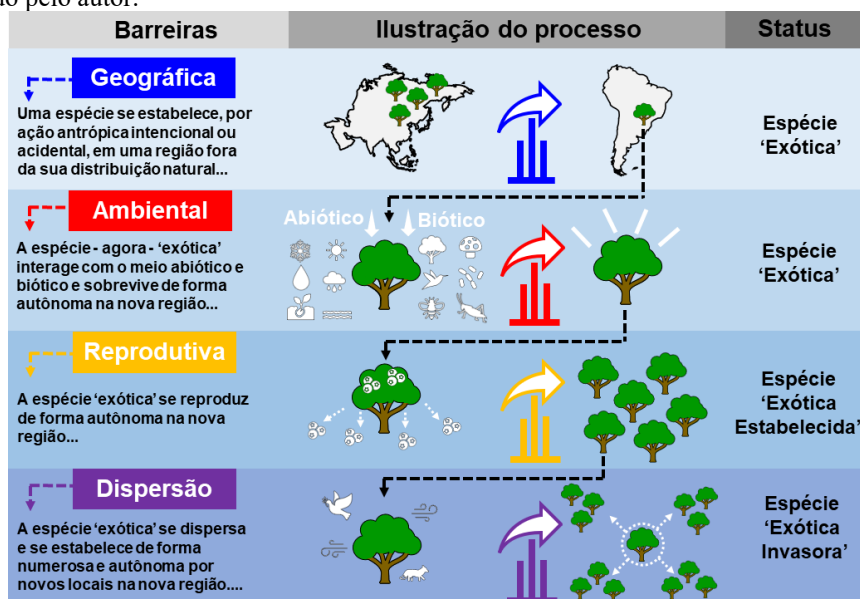 do pelo autor.
Barreiras
Ilustração do processo
Status
Geográfica
Uma espécie se estabelece, por
ação antrópica intencional ou
acidental, em uma região fora
da sua distribuição natural...
Espécie
‘Exótica’
Ambiental
A espécie - agora - ‘exótica’
interage com o meio abiótico e
biótico e sobrevive de forma
autônoma na nova região...
Abiótico
Biótico
Espécie
‘Exótica’
Reprodutiva
A espécie ‘exótica’ se reproduz
de forma autônoma na nova
região...
Espécie
‘Exótica
Estabelecida’
Dispersão
A espécie ‘exótica’ se dispersa
e se estabelece de forma
numerosa e autônoma por
novos locais na nova região....
Espécie
‘Exótica
Invasora’